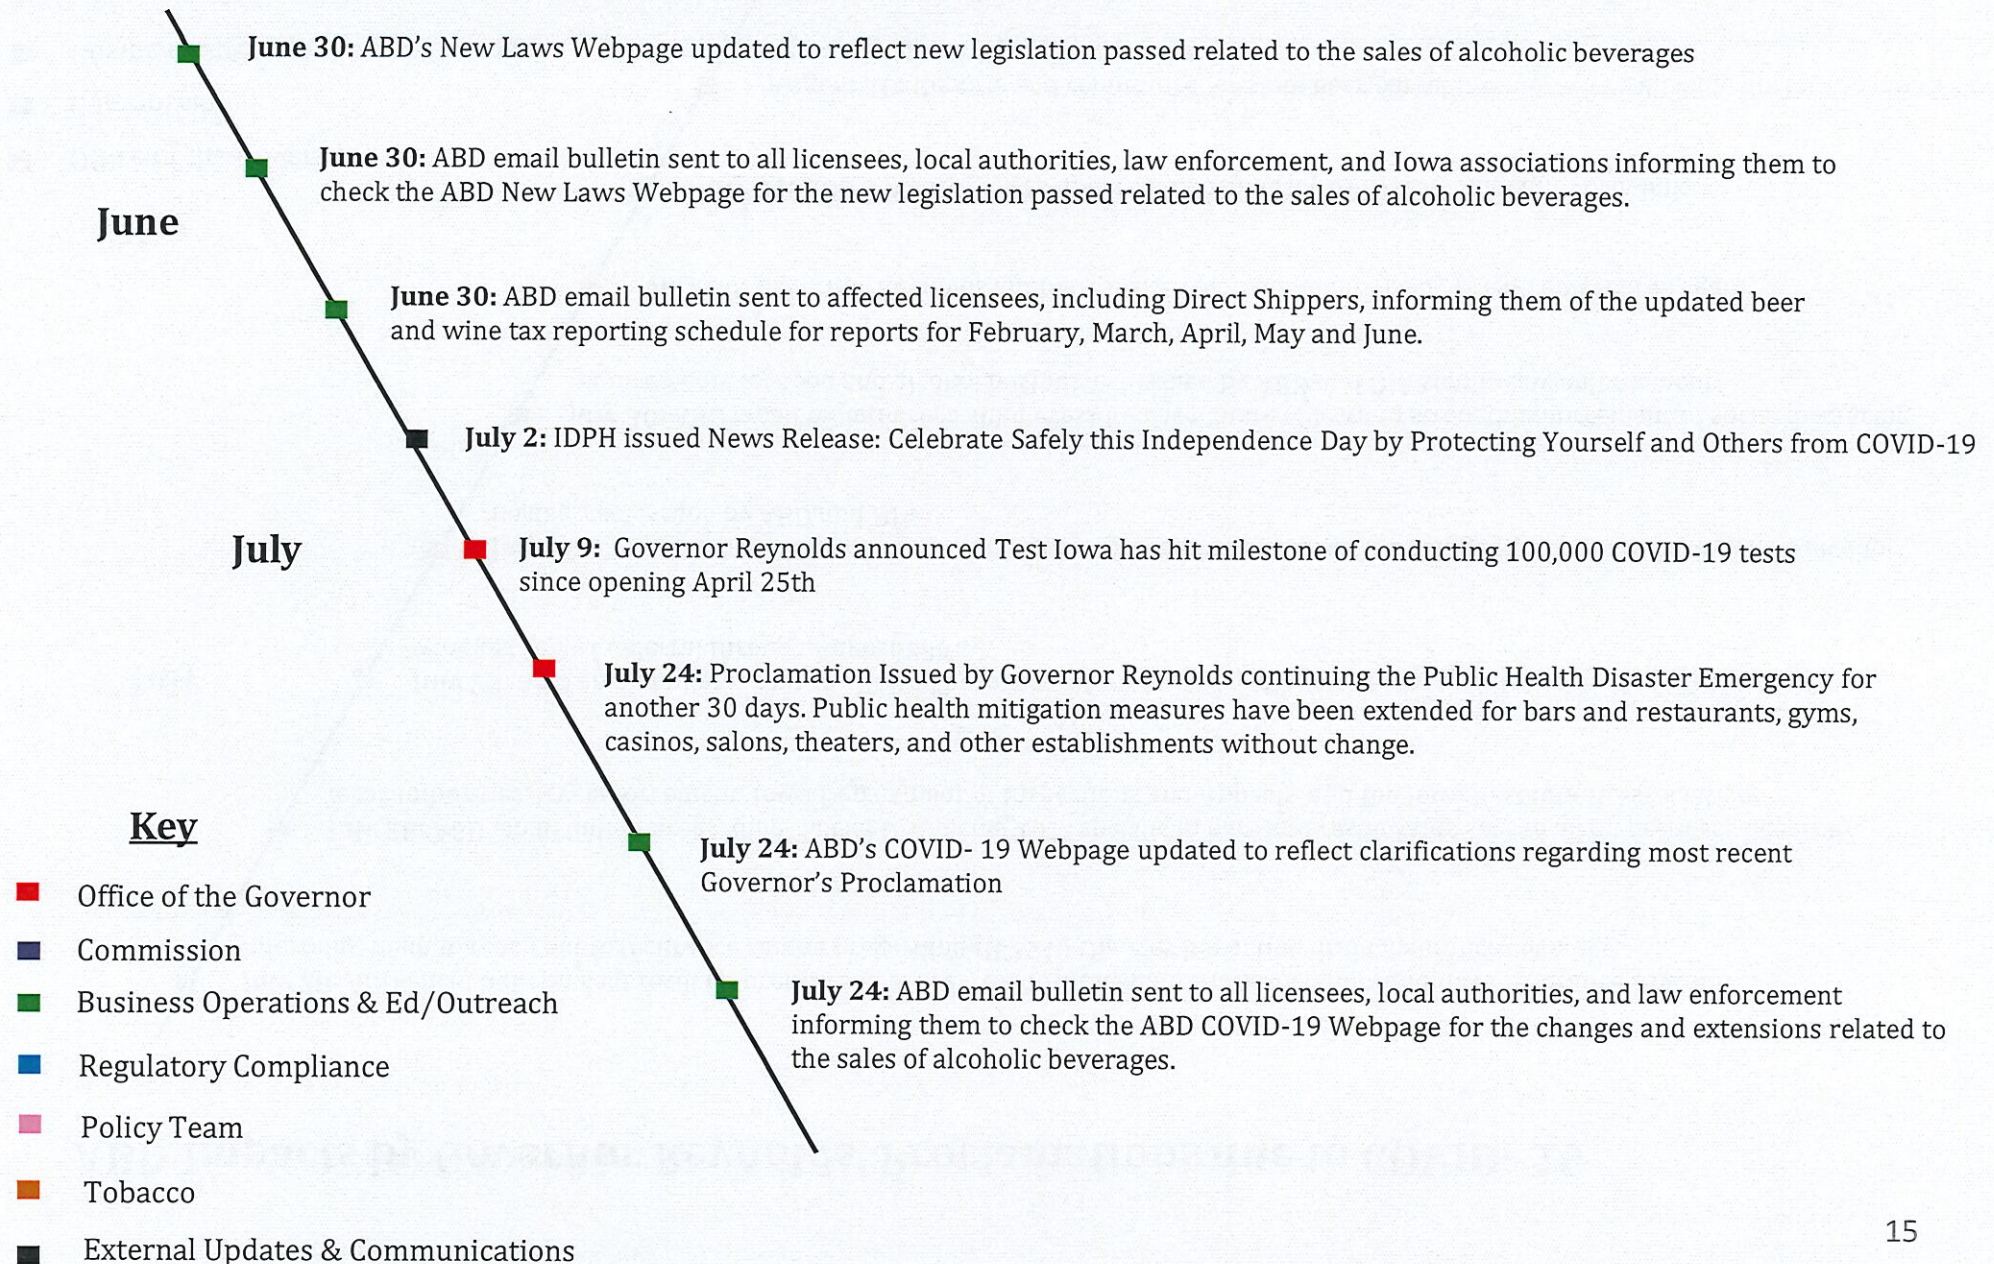 June 30: ABD's New Laws Webpage updated to reflect new legislation passed related to the sales of alcoholic beverages
June 30: ABD email bulletin sent to all licensees, local authorities, law enforcement, and Iowa associations informing them to
check the ABD New Laws Webpage for the new legislation passed related to the sales of alcoholic beverages.
June
June 30: ABD email bulletin sent to affected licensees, including Direct Shippers, informing them of the updated beer
and wine tax reporting schedule for reports for February, March, April, May and June.
July 2: IDPH issued News Release: Celebrate Safely this Independence Day by Protecting Yourself and Others from COVID-19
July
July 9: Governor Reynolds announced Test Iowa has hit milestone of conducting 100,000 COVID-19 tests
since opening April 25th
July 24: Proclamation Issued by Governor Reynolds continuing the Public Health Disaster Emergency for
another 30 days. Public health mitigation measures have been extended for bars and restaurants, gyms,
casinos, salons, theaters, and other establishments without change.
July 24: ABD's COVID- 19 Webpage updated to reflect clarifications regarding most recent
Governor's Proclamation
July 24: ABD email bulletin sent to all licensees, local authorities, and law enforcement
informing them to check the ABD COVID-19 Webpage for the changes and extensions related to
the sales of alcoholic beverages.
Key
Office of the Governor
Commission
Business Operations & Ed/Outreach
Regulatory Compliance
Policy Team
Tobacco
External Updates & Communications
15